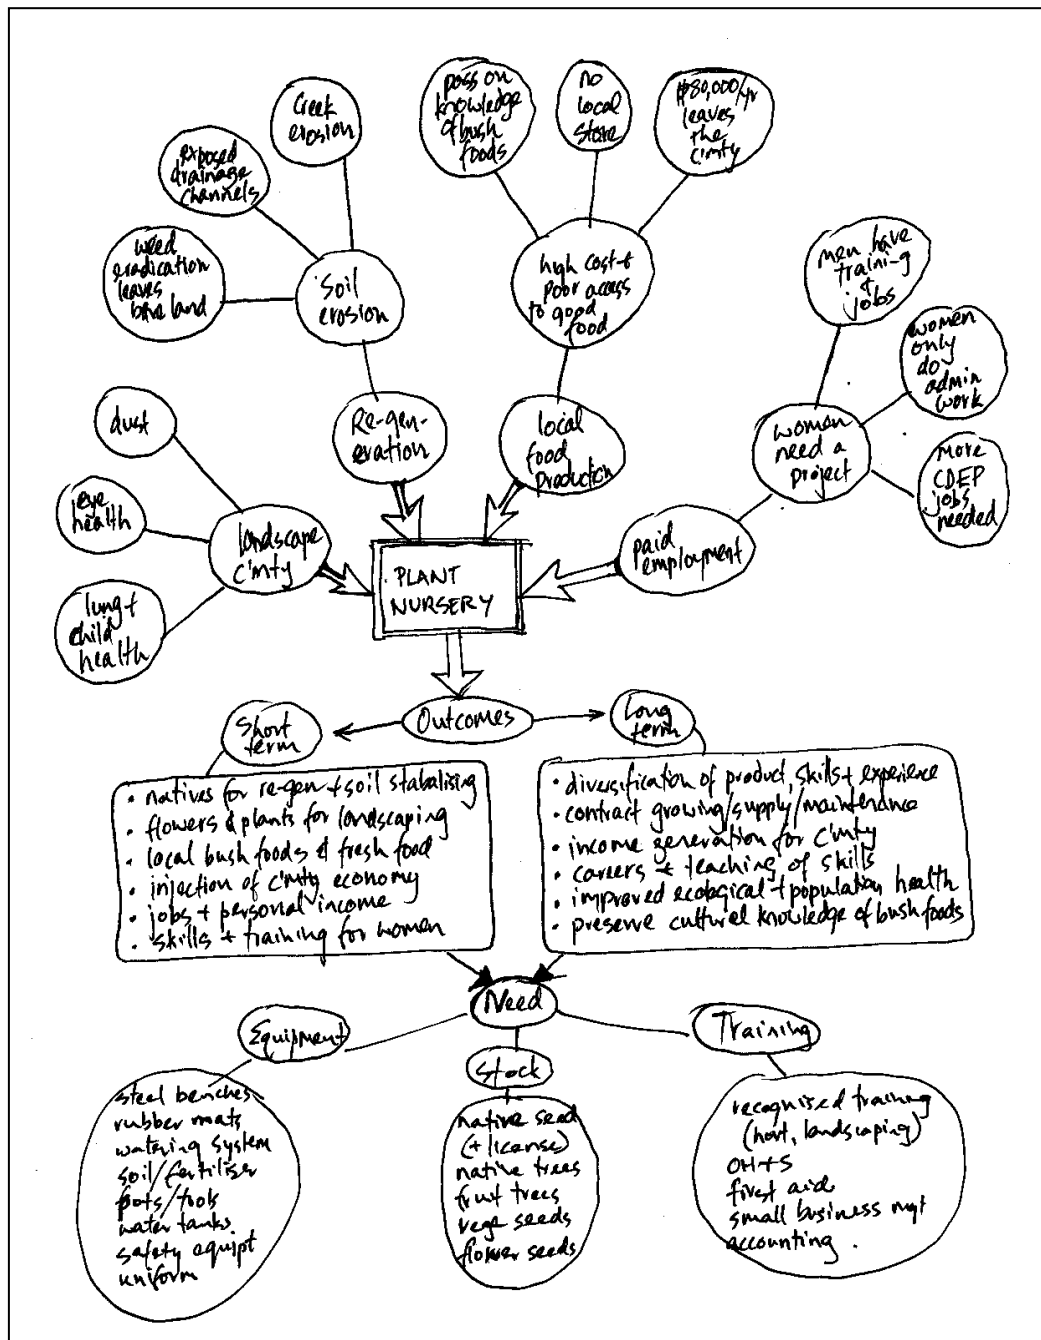 Creek
erosion
exposed
drainage
channels
weed
eradication
leaves
bare land
Soil
erosion
Re-gen-
eration
pass on
knowledge
of bush
foods
no
local
store
$80,000/yr
leaves
the
c'mty
high cost +
poor access
to good
food
local
food
production
men have
training
+
jobs
women
only
do
admin
work
more
CDEP
jobs
needed
women
need a
project
paid
employment
dust
eye
health
lung +
child
health
landscape
c'mty
PLANT
NURSERY
Outcomes
Short
term
• natives for re-gen + soil stabalising
• flowers & plants for landscaping
• local bush foods & fresh food
• injection of c'mty economy
• jobs + personal income
• skills + training for women
Long
term
• diversification of product, skills + experience
• contract growing/supply/maintenance
• income generation for c'mty
• careers + teaching of skills
• improved ecological + population health
• preserve cultural knowledge of bush foods
Need
Equipment
steel benches
rubber mats
watering system
soil/fertiliser
pots/tools
water tanks
safety equipt
uniform
Stock
native seed
(+ license)
native trees
fruit trees
vege seeds
flower seeds
Training
recognised training
(hort, landscaping)
OH+S
first aid
small business mgt
accounting.